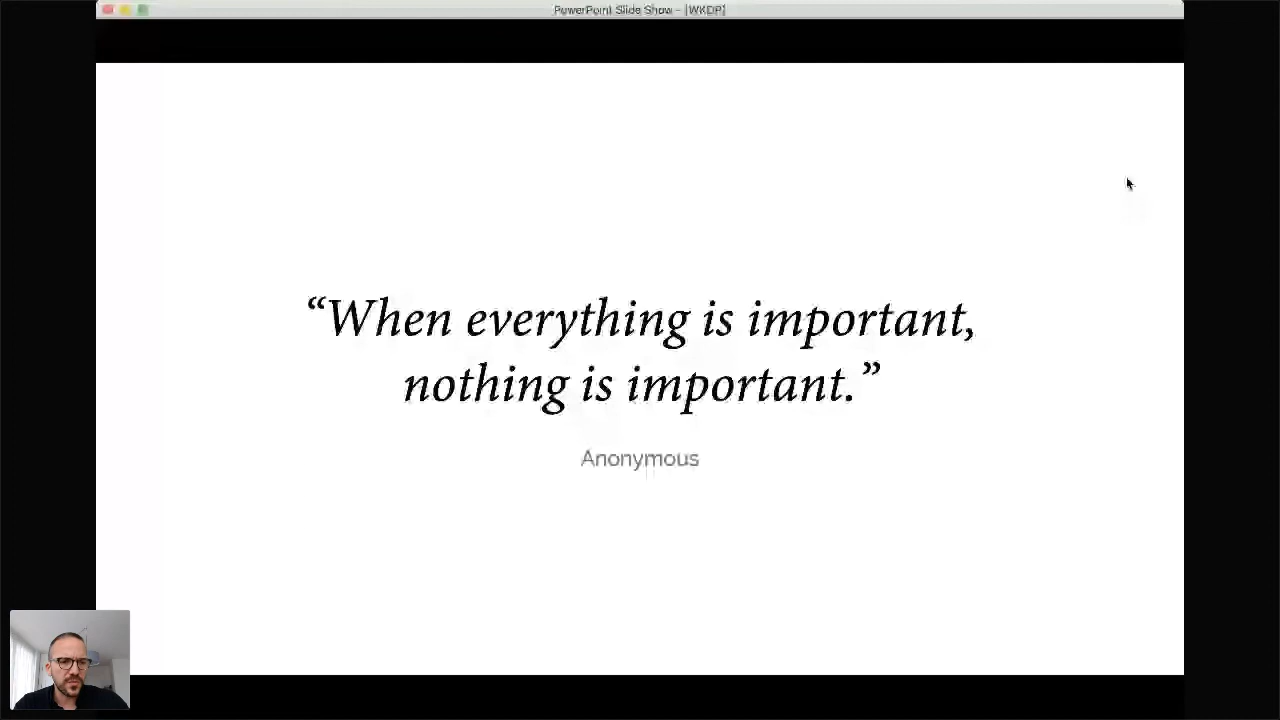 PowerPoint Slide Show - [WKDP]
“When everything is important,
nothing is important.”
Anonymous